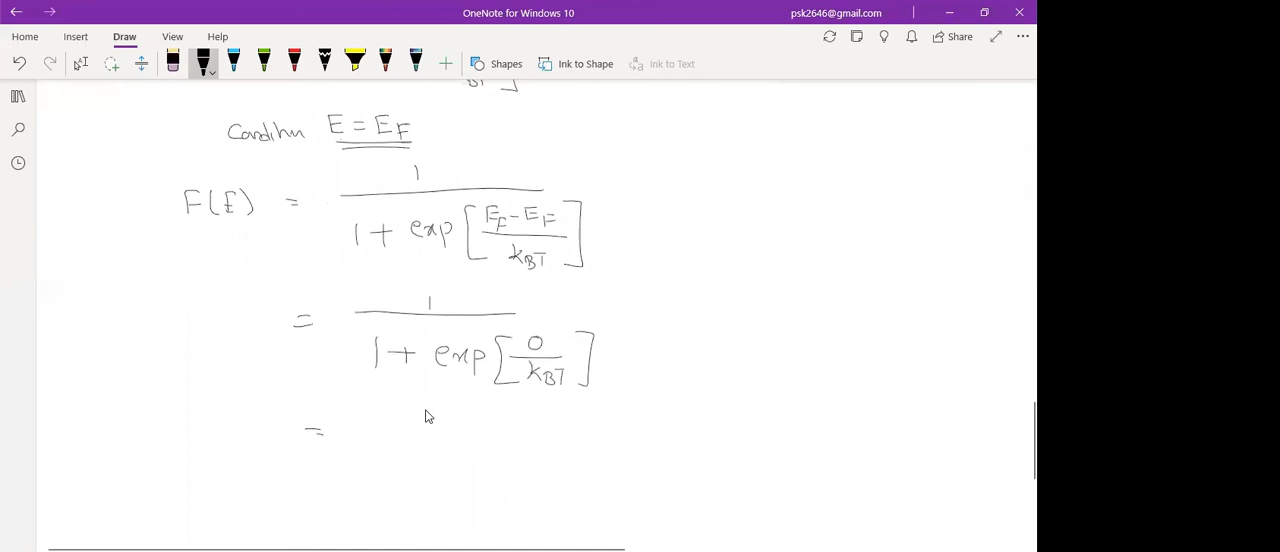 OneNote for Windows 10
psk2646@gmail.com
Home Insert Draw View Help
Share
Shapes Ink to Shape Ink to Text
BT ]
Condition E = E_F
F(E) = 1 / (1 + exp[(E_F - E_F) / k_BT])
= 1 / (1 + exp[0 / k_BT])
=